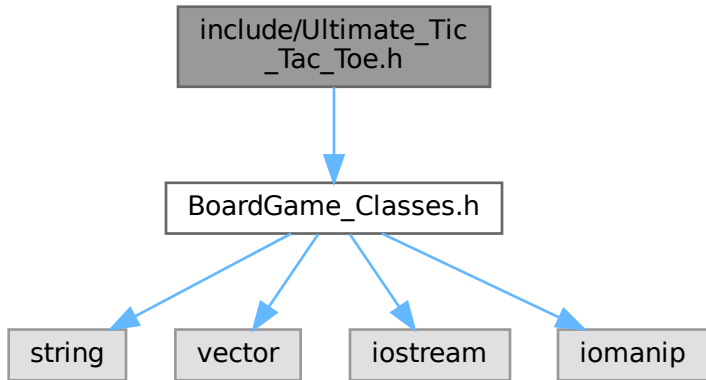 include/Ultimate_Tic
_Tac_Toe.h
BoardGame_Classes.h
string
vector
iostream
iomanip